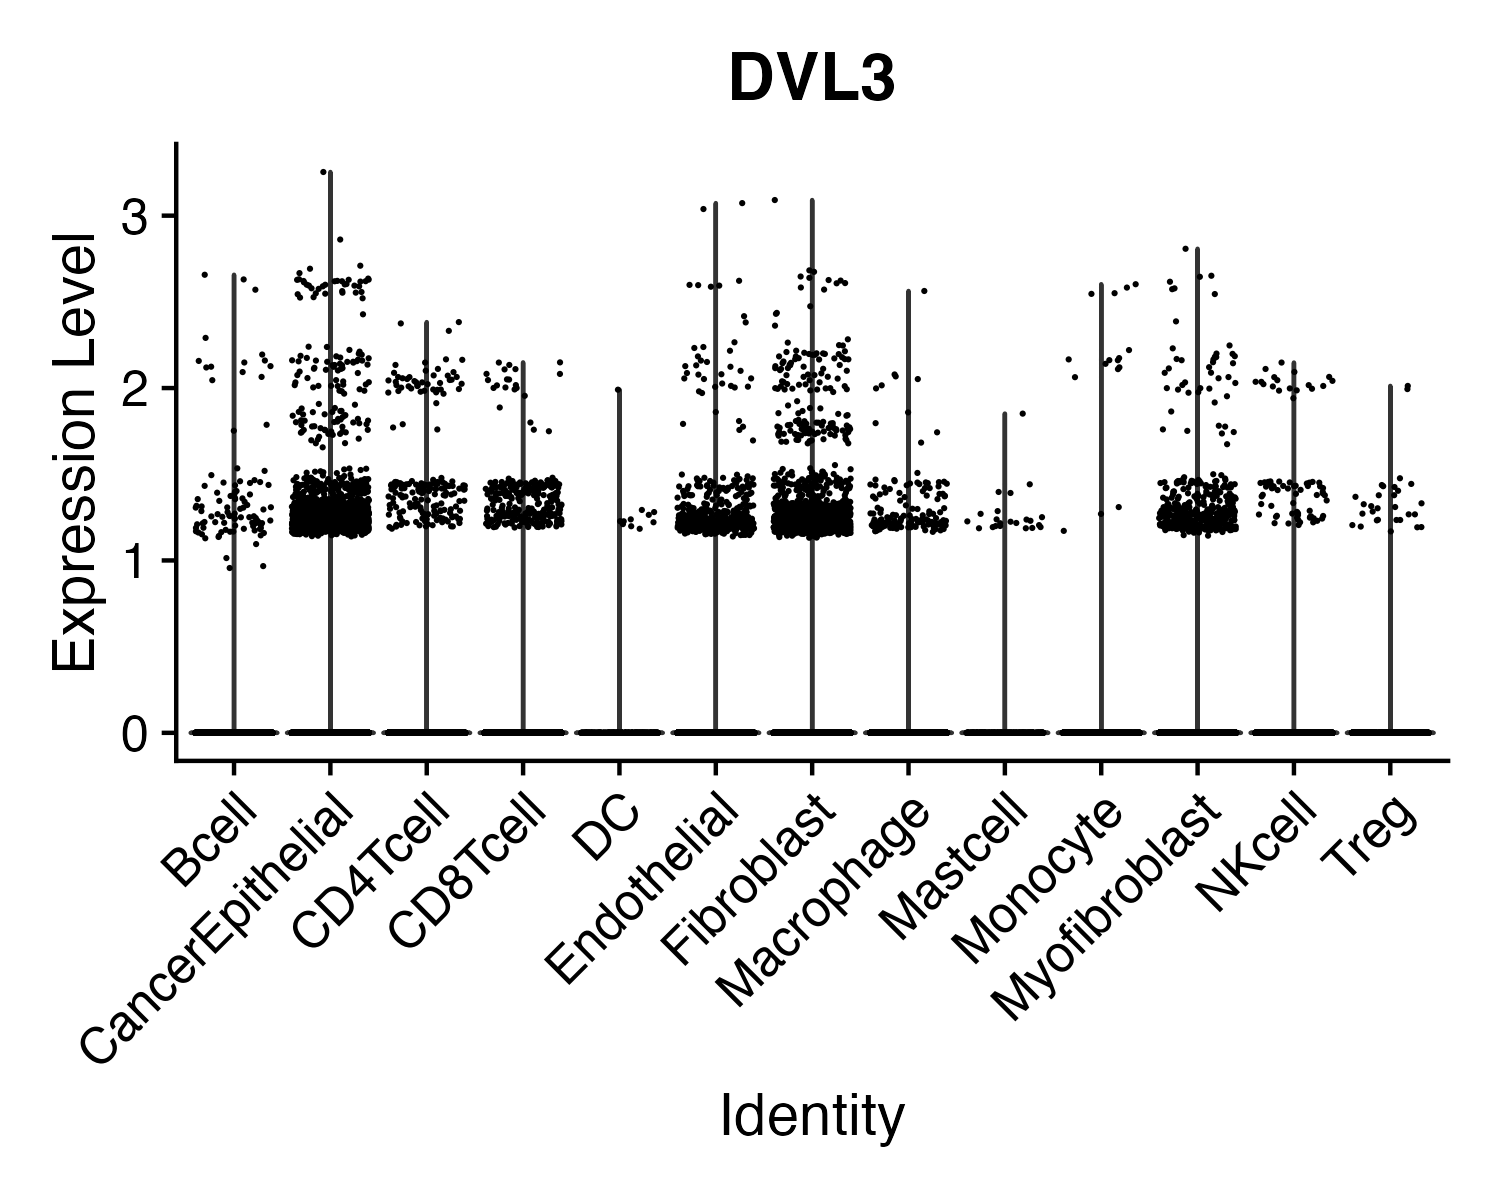 DVL3
Expression Level
3
2
1
0
Bcell
CancerEpithelial
CD4Tcell
CD8Tcell
DC
Endothelial
Fibroblast
Macrophage
Mastcell
Monocyte
Myofibroblast
NKcell
Treg
Identity